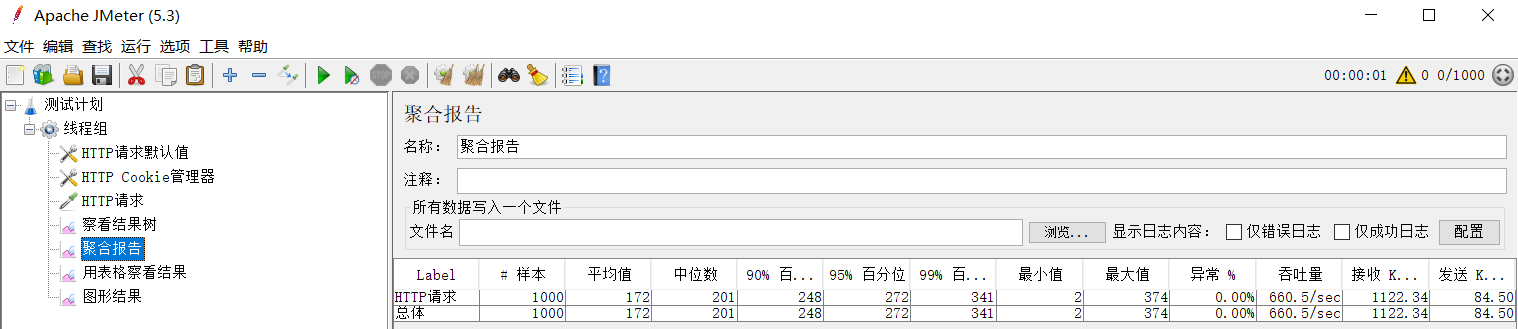 Apache JMeter (5.3)
文件 编辑 查找 运行 选项 工具 帮助
STOP
00:00:01 0 0/1000
测试计划
线程组
HTTP请求默认值
HTTP Cookie管理器
HTTP请求
察看结果树
聚合报告
用表格察看结果
图形结果
聚合报告
名称： 聚合报告
注释：
所有数据写入一个文件
文件名 浏览... 显示日志内容： 仅错误日志 仅成功日志 配置
Label # 样本 平均值 中位数 90% 百... 95% 百分位 99% 百... 最小值 最大值 异常 % 吞吐量 接收 K... 发送 K...
HTTP请求 1000 172 201 248 272 341 2 374 0.00% 660.5/sec 1122.34 84.50
总体 1000 172 201 248 272 341 2 374 0.00% 660.5/sec 1122.34 84.50